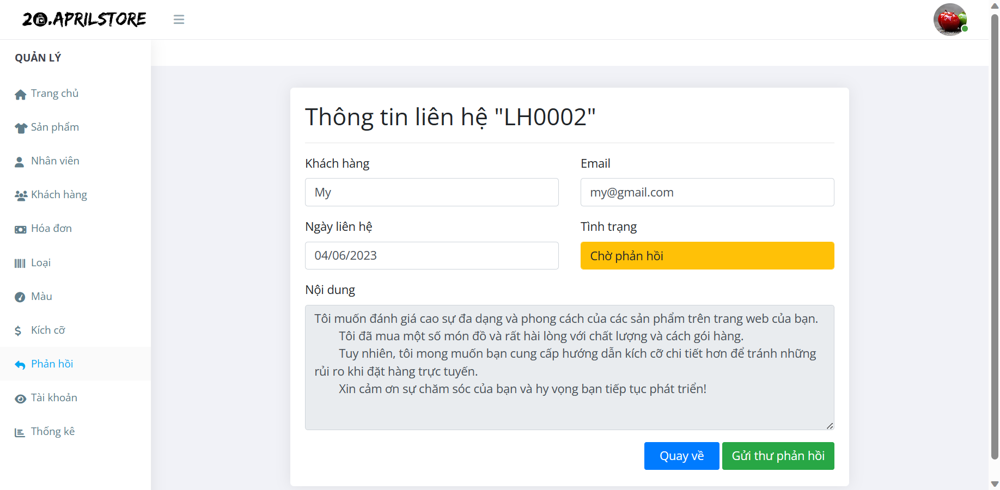 20.APRILSTORE
QUẢN LÝ
Trang chủ
Sản phẩm
Nhân viên
Khách hàng
Hóa đơn
Loại
Màu
Kích cỡ
Phản hồi
Tài khoản
Thống kê
Thông tin liên hệ "LH0002"
Khách hàng
Email
My
my@gmail.com
Ngày liên hệ
Tình trạng
04/06/2023
Chờ phản hồi
Nội dung
Tôi muốn đánh giá cao sự đa dạng và phong cách của các sản phẩm trên trang web của bạn.
Tôi đã mua một số món đồ và rất hài lòng với chất lượng và cách gói hàng.
Tuy nhiên, tôi mong muốn bạn cung cấp hướng dẫn kích cỡ chi tiết hơn để tránh những
rủi ro khi đặt hàng trực tuyến.
Xin cảm ơn sự chăm sóc của bạn và hy vọng bạn tiếp tục phát triển!
Quay về
Gửi thư phản hồi